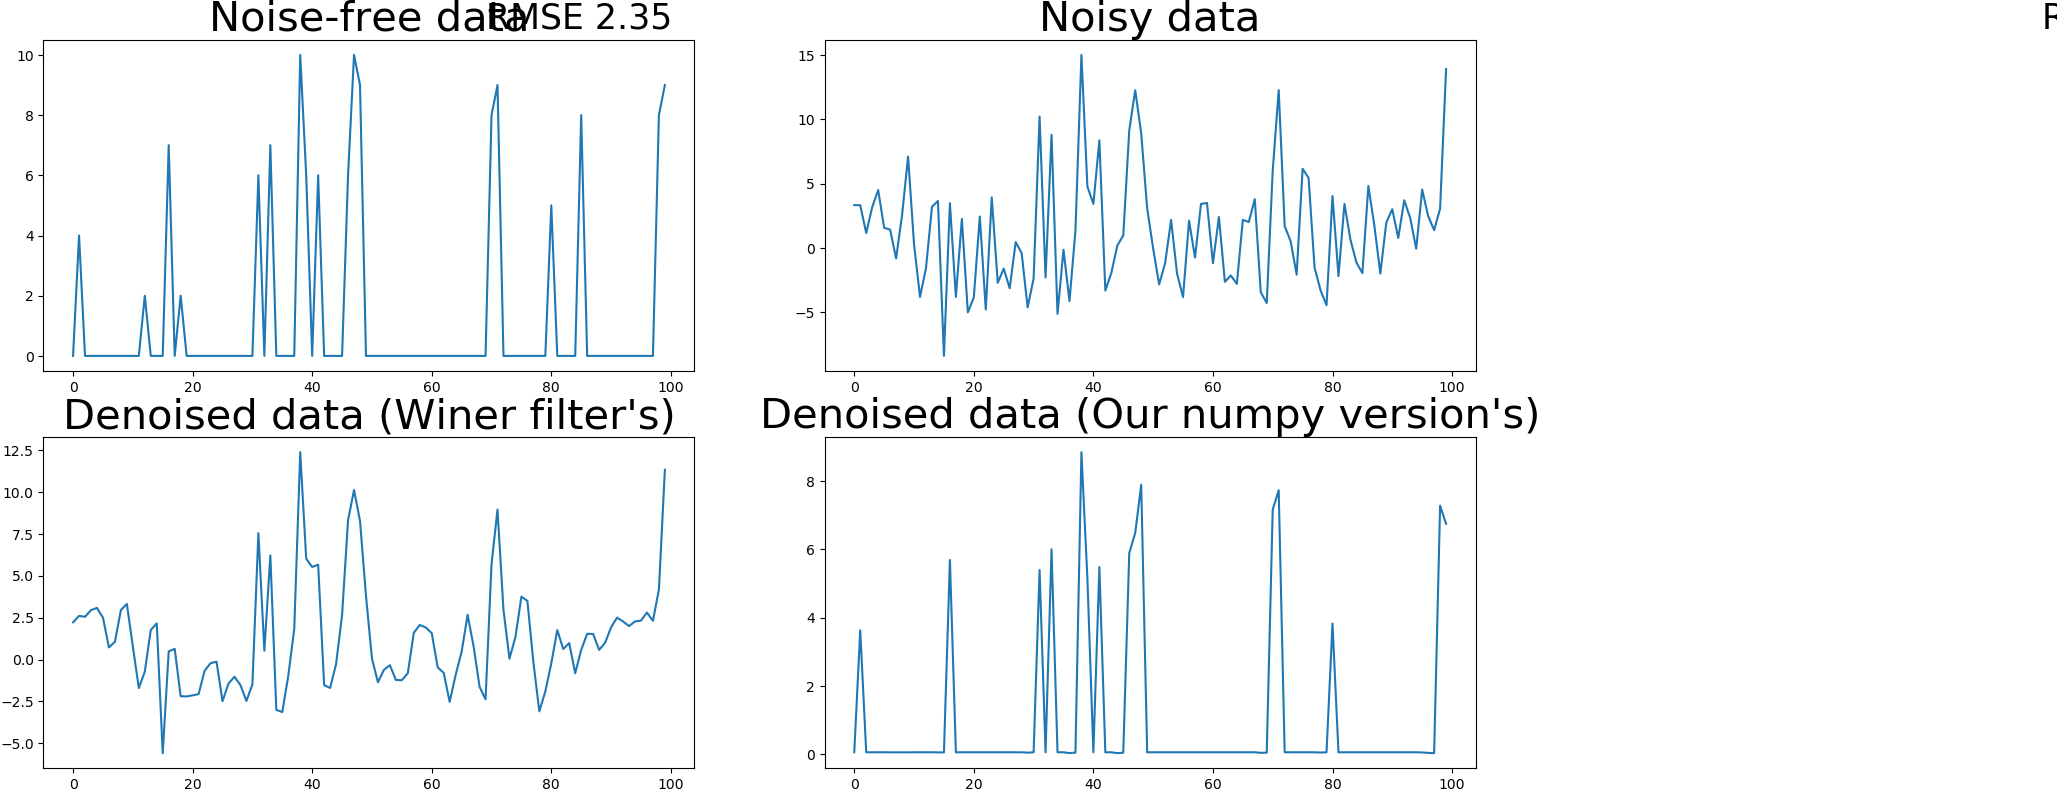 Noise-free data
RMSE 2.35
Noisy data
R
10
8
6
4
2
0
0 20 40 60 80 100
15
10
5
0
−5
0 20 40 60 80 100
Denoised data (Winer filter's)
Denoised data (Our numpy version's)
12.5
10.0
7.5
5.0
2.5
0.0
−2.5
−5.0
0 20 40 60 80 100
8
6
4
2
0
0 20 40 60 80 100